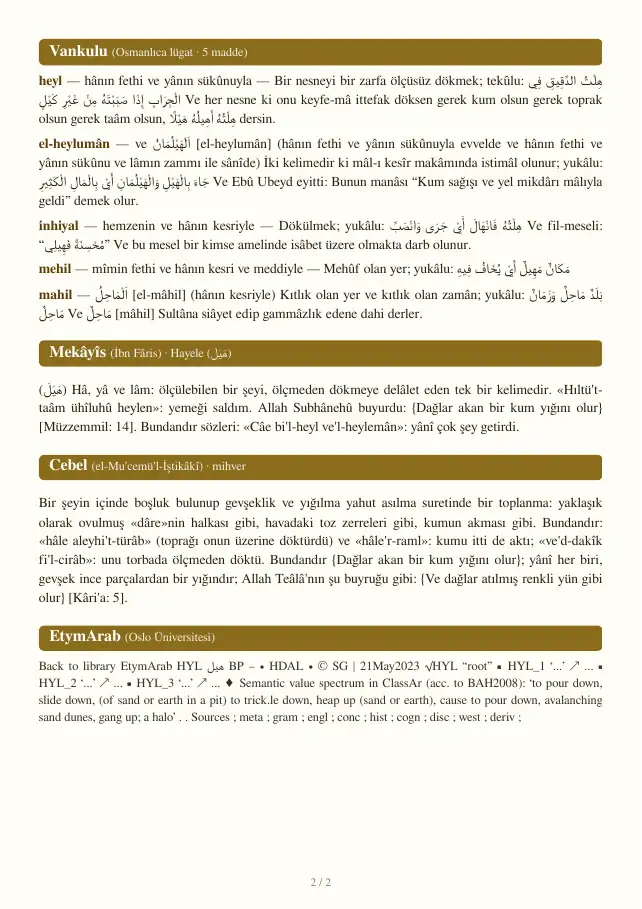 Vankulu (Osmanlıca lügat · 5 madde)
heyl — hânın fethi ve yânın sükûnuyla — Bir nesneyi bir zarfa ölçüsüz dökmek; tekûlu: هِلْتُ الدَّقِيقَ فِي
الْجِرَابِ إِذَا صَبَبْتَهُ مِنْ غَيْرِ كَيْلٍ Ve her nesne ki onu keyfe-mâ ittefak döksen gerek kum olsun gerek toprak
olsun gerek taâm olsun, هِلْتُهُ أَهِيلُهُ هَيْلًا dersin.
el-heylumân — ve اَلْهَيْلُمَانُ [el-heylumân] (hânın fethi ve yânın sükûnuyla evvelde ve hânın fethi ve
yânın sükûnu ve lâmın zammı ile sânîde) İki kelimedir ki mâl-ı kesîr makâmında istimâl olunur; yukâlu:
جَاءَ بِالْهَيْلِ وَالْهَيْلُمَانِ أَيْ بِالْمَالِ الْكَثِيرِ Ve Ebû Ubeyd eyitti: Bunun manâsı “Kum sağışı ve yel mikdârı mâlıyla
geldi” demek olur.
inhiyal — hemzenin ve hânın kesriyle — Dökülmek; yukâlu: هِلْتُهُ فَانْهَالَ أَيْ جَرَى وَانْصَبَّ Ve fil-meseli:
“مُحْسِنَةٌ فَهِيلِي” Ve bu mesel bir kimse amelinde isâbet üzere olmakta darb olunur.
mehil — mîmin fethi ve hânın kesri ve meddiyle — Mehûf olan yer; yukâlu: مَكَانٌ مَهِيلٌ أَيْ يُخَافُ فِيهِ
mahil — اَلْمَاحِلُ [el-mâhil] (hânın kesriyle) Kıtlık olan yer ve kıtlık olan zamân; yukâlu: بَلَدٌ مَاحِلٌ وَزَمَانٌ
مَاحِلٌ Ve مَاحِلٌ [mâhil] Sultâna siâyet edip gammâzlık edene dahi derler.
Mekâyîs (İbn Fâris) · Hayele (هَيَلَ)
(هَيَلَ) Hâ, yâ ve lâm: ölçülebilen bir şeyi, ölçmeden dökmeye delâlet eden tek bir kelimedir. «Hıltü't-
taâm ühîluhû heylen»: yemeği saldım. Allah Subhânehû buyurdu: {Dağlar akan bir kum yığını olur}
[Müzzemmil: 14]. Bundandır sözleri: «Câe bi'l-heyl ve'l-heylemân»: yânî çok şey getirdi.
Cebel (el-Mu'cemü'l-İştikâkî) · mihver
Bir şeyin içinde boşluk bulunup gevşeklik ve yığılma yahut asılma suretinde bir toplanma: yaklaşık
olarak ovulmuş «dâre»nin halkası gibi, havadaki toz zerreleri gibi, kumun akması gibi. Bundandır:
«hâle aleyhi't-türâb» (toprağı onun üzerine döktürdü) ve «hâle'r-raml»: kumu itti de aktı; «ve'd-dakîk
fi'l-cirâb»: unu torbada ölçmeden döktü. Bundandır {Dağlar akan bir kum yığını olur}; yânî her biri,
gevşek ince parçalardan bir yığındır; Allah Teâlâ'nın şu buyruğu gibi: {Ve dağlar atılmış renkli yün gibi
olur} [Kâri'a: 5].
EtymArab (Oslo Üniversitesi)
Back to library EtymArab HYL هيل BP – • HDAL • © SG | 21May2023 √HYL “root” ▪ HYL_1 ‘...’ ↗ ... ▪
HYL_2 ‘...’ ↗ ... ▪ HYL_3 ‘...’ ↗ ... ♦ Semantic value spectrum in ClassAr (acc. to BAH2008): ‘to pour down,
slide down, (of sand or earth in a pit) to trick.le down, heap up (sand or earth), cause to pour down, avalanching
sand dunes, gang up; a halo’ . . Sources ; meta ; gram ; engl ; conc ; hist ; cogn ; disc ; west ; deriv ;
2 / 2